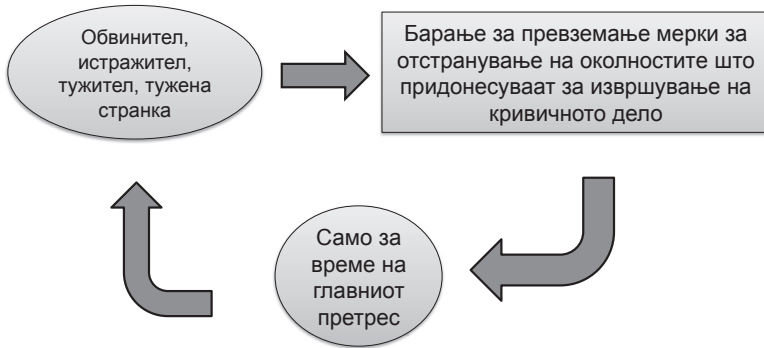 Обвинител,
истражител,
тужител, тужена
странка
Барање за превземање мерки за
отстранување на околностите што
придонесуваат за извршување на
кривичното дело
Само за
време на
главниот
претрес